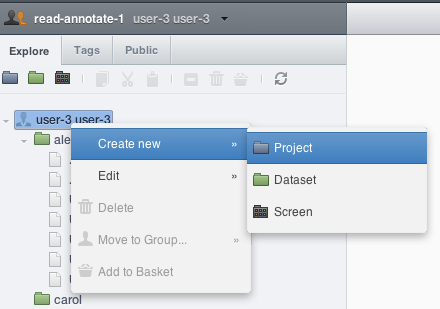 read-annotate-1 user-3 user-3
Explore Tags Public
user-3 user-3
Create new »
Project
Edit »
Dataset
Delete
Screen
Move to Group... »
Add to Basket
carol